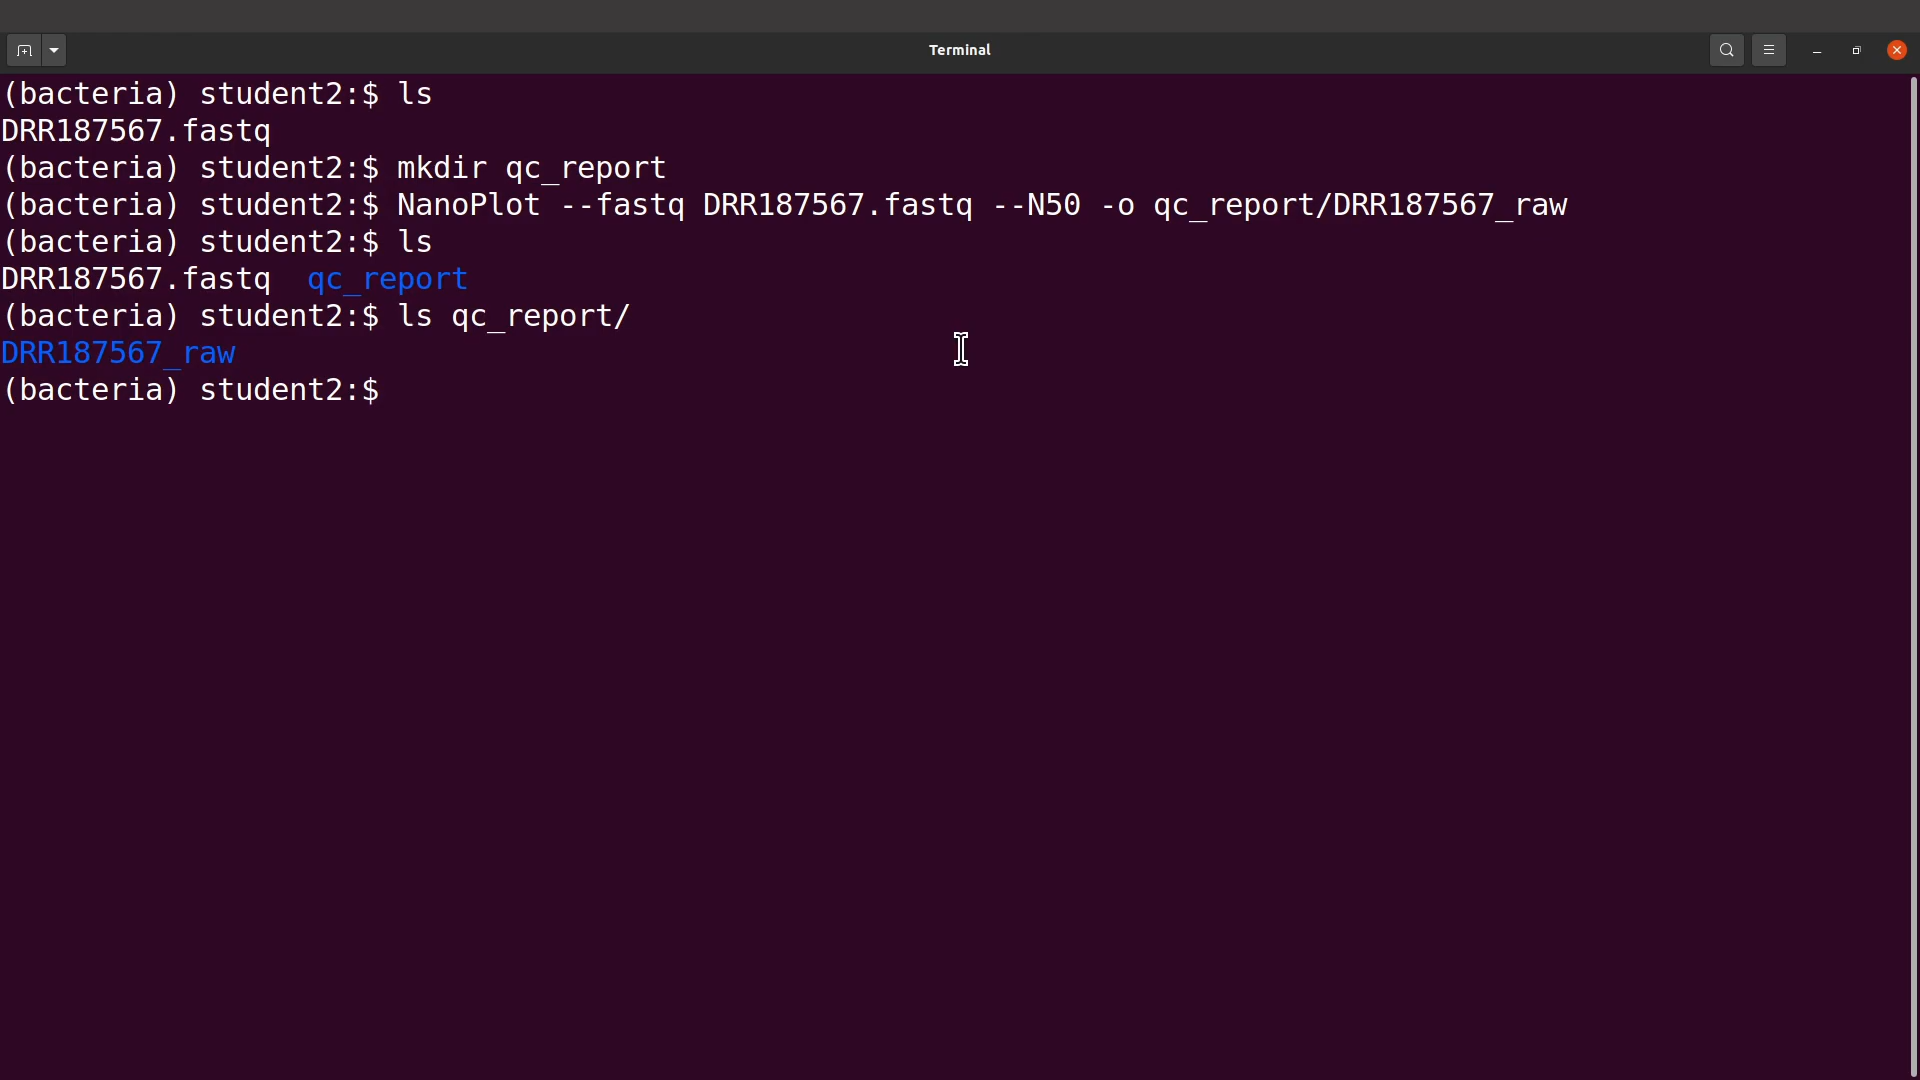 Terminal
(bacteria) student2:$ ls
DRR187567.fastq
(bacteria) student2:$ mkdir qc_report
(bacteria) student2:$ NanoPlot --fastq DRR187567.fastq --N50 -o qc_report/DRR187567_raw
(bacteria) student2:$ ls
DRR187567.fastq  qc_report
(bacteria) student2:$ ls qc_report/
DRR187567_raw
(bacteria) student2:$